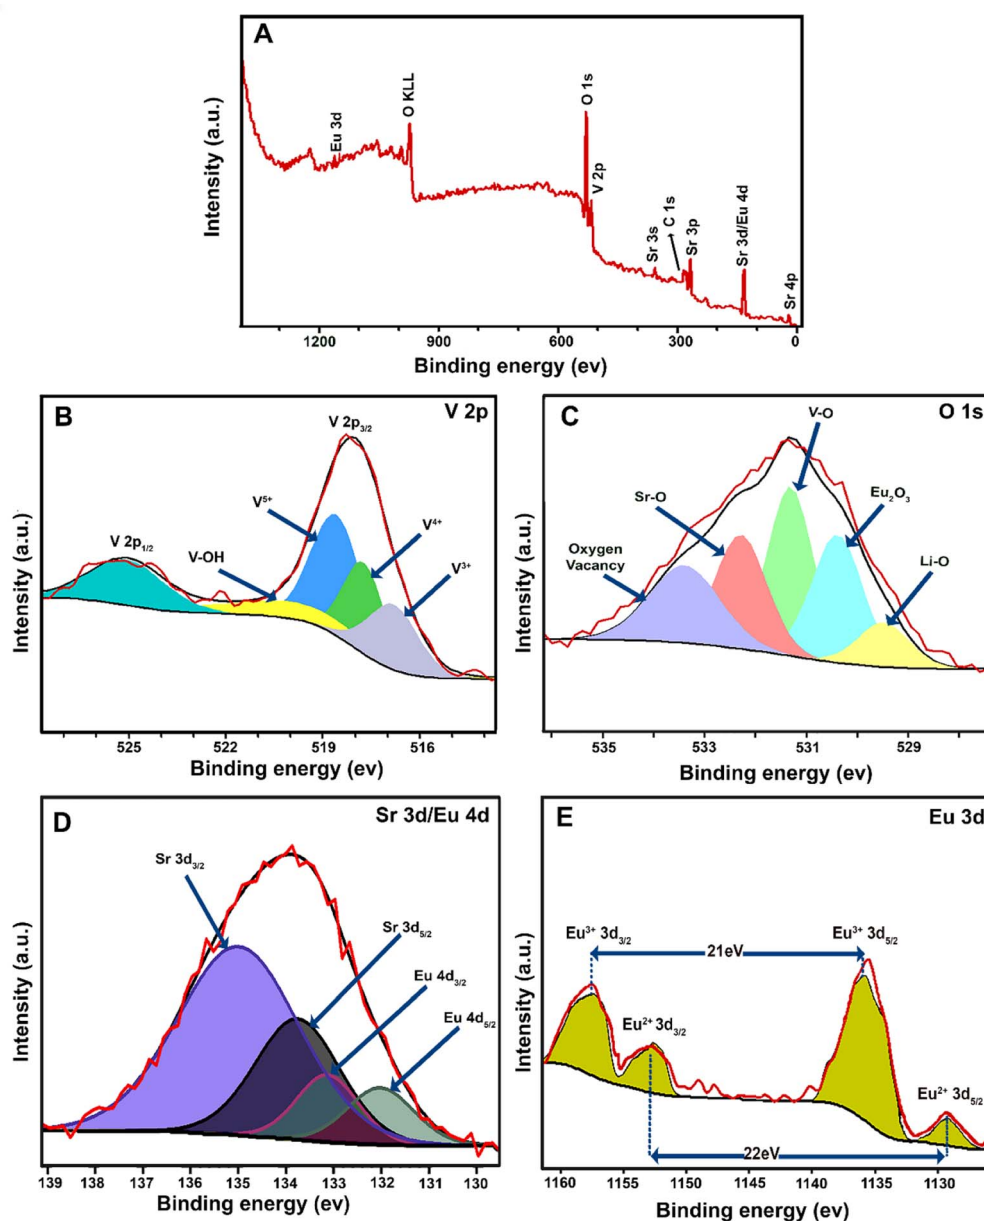 A
Intensity (a.u.)
Eu 3d
O KLL
O 1s
V 2p
Sr 3s
C 1s
Sr 3p
Sr 3d/Eu 4d
Sr 4p
1200
900
600
300
0
Binding energy (ev)
B
V 2p
V 2p3/2
V5+
V4+
V3+
V-OH
V 2p1/2
Intensity (a.u.)
525
522
519
516
Binding energy (ev)
C
O 1s
V-O
Sr-O
Eu2O3
Oxygen
Vacancy
Li-O
Intensity (a.u.)
535
533
531
530
529
Binding energy (ev)
D
Sr 3d/Eu 4d
Sr 3d3/2
Sr 3d5/2
Eu 4d3/2
Eu 4d5/2
Intensity (a.u.)
139
138
137
136
135
134
133
132
131
130
Binding energy (ev)
E
Eu 3d
Eu3+ 3d3/2
Eu3+ 3d5/2
21eV
Eu2+ 3d3/2
Eu2+ 3d5/2
22eV
Intensity (a.u.)
1160
1155
1150
1145
1140
1135
1130
Binding energy (ev)